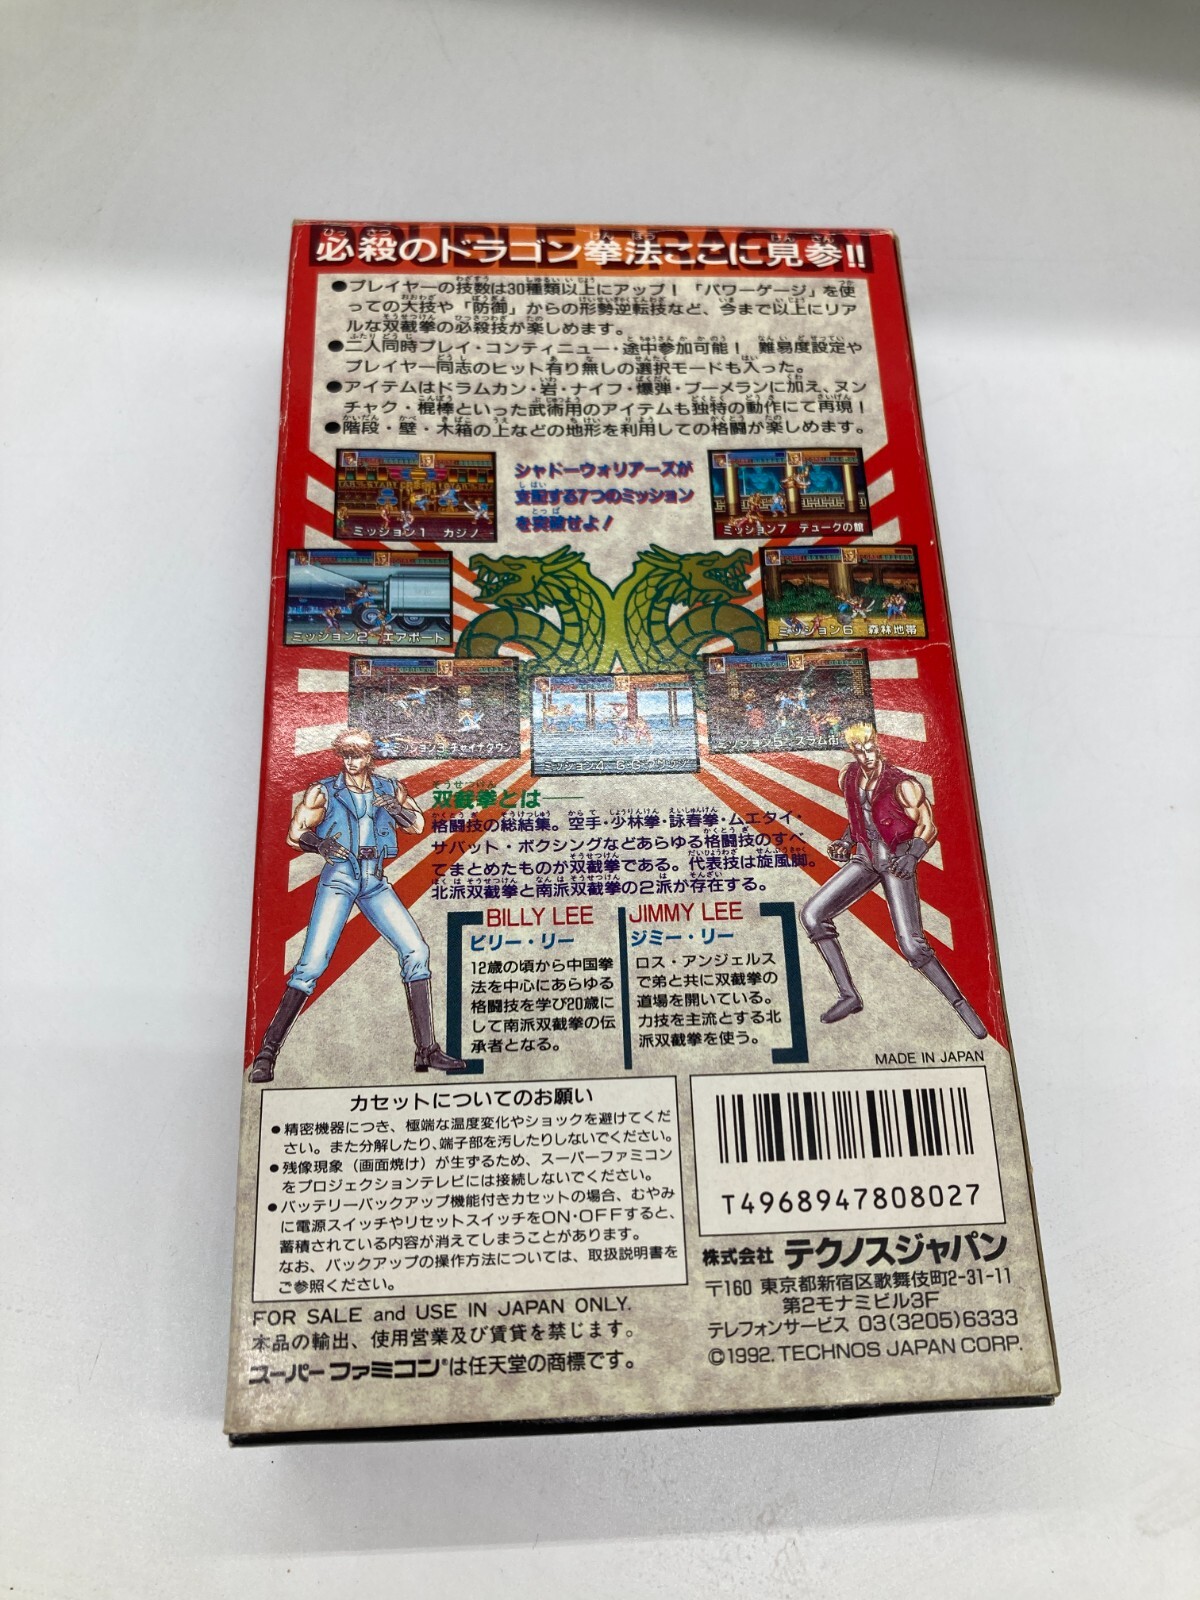 必殺のドラゴン拳法ここに見参!!
●プレイヤーの技数は30種類以上にアップ!「パワーゲージ」を使
っての大技や「防御」からの形勢逆転技など、今まで以上にリア
ルな双截拳の必殺技が楽しめます。
●二人同時プレイ・コンティニュー・途中参加可能! 難易度設定や
プレイヤー同志のヒット有り無しの選択モードも入った。
●アイテムはドラムカン・岩・ナイフ・爆弾・ブーメランに加え、ヌン
チャク・棍棒といった武術用のアイテムも独特の動作にて再現!
●階段・壁・木箱の上などの地形を利用しての格闘が楽しめます。
シャドーウォリアーズが
支配する7つのミッション
を突破せよ!
ミッション1 カジノ
ミッション7 デュークの館
ミッション2 エアポート
ミッション6 森林地帯
ミッション3 チャイナタウン
ミッション4
ミッション5 スラム街
双截拳とは──
格闘技の総結集。空手・少林拳・詠春拳・ムエタイ・
サバット・ボクシングなどあらゆる格闘技のすべ
てまとめたものが双截拳である。代表技は旋風脚。
北派双截拳と南派双截拳の2派が存在する。
BILLY LEE
ビリー・リー
12歳の頃から中国拳
法を中心にあらゆる
格闘技を学び20歳に
して南派双截拳の伝
承者となる。
JIMMY LEE
ジミー・リー
ロス・アンジェルス
で弟と共に双截拳の
道場を開いている。
力技を主流とする北
派双截拳を使う。
MADE IN JAPAN
カセットについてのお願い
●精密機器につき、極端な温度変化やショックを避けてくだ
さい。また分解したり、端子部を汚したりしないでください。
●残像現象(画面焼け)が生ずるため、スーパーファミコン
をプロジェクションテレビには接続しないでください。
●バッテリーバックアップ機能付きカセットの場合、むやみ
に電源スイッチやリセットスイッチをON・OFFすると、
蓄積されている内容が消えてしまうことがあります。
なお、バックアップの操作方法については、取扱説明書を
ご参照ください。
T4968947808027
株式会社 テクノスジャパン
〒160 東京都新宿区歌舞伎町2-31-11
第2モナミビル3F
テレフォンサービス 03(3205)6333
©1992. TECHNOS JAPAN CORP.
FOR SALE and USE IN JAPAN ONLY.
本品の輸出、使用営業及び賃貸を禁じます。
スーパーファミコン®は任天堂の商標です。